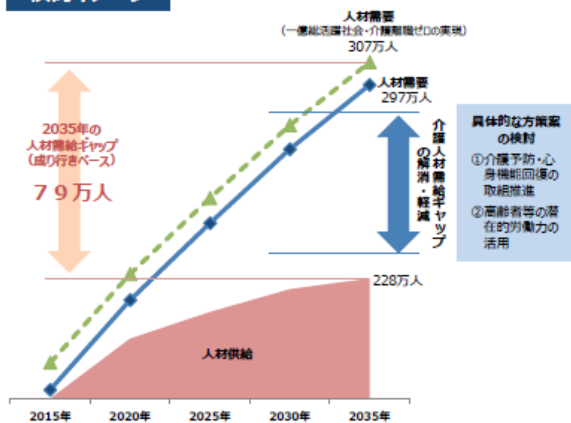 人材需要
(一億総活躍社会・介護離職ゼロの実現)
307万人
人材需要
297万人
2035年の
人材需給ギャップ
(成り行きベース)
79万人
介護人材需給ギャップ
の解消・軽減
具体的な方策案
の検討
①介護予防・心
身機能回復の
取組推進
②高齢者等の潜
在的労働力の
活用
228万人
人材供給
2015年
2020年
2025年
2030年
2035年